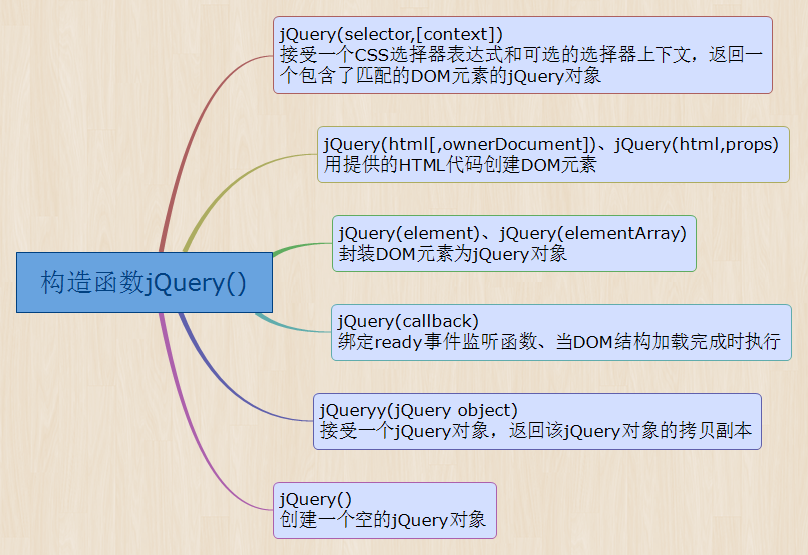 jQuery(selector,[context])
接受一个CSS选择器表达式和可选的选择器上下文，返回一
个包含了匹配的DOM元素的jQuery对象
jQuery(html[,ownerDocument])、jQuery(html,props)
用提供的HTML代码创建DOM元素
jQuery(element)、jQuery(elementArray)
封装DOM元素为jQuery对象
构造函数jQuery()
jQuery(callback)
绑定ready事件监听函数、当DOM结构加载完成时执行
jQueryy(jQuery object)
接受一个jQuery对象，返回该jQuery对象的拷贝副本
jQuery()
创建一个空的jQuery对象